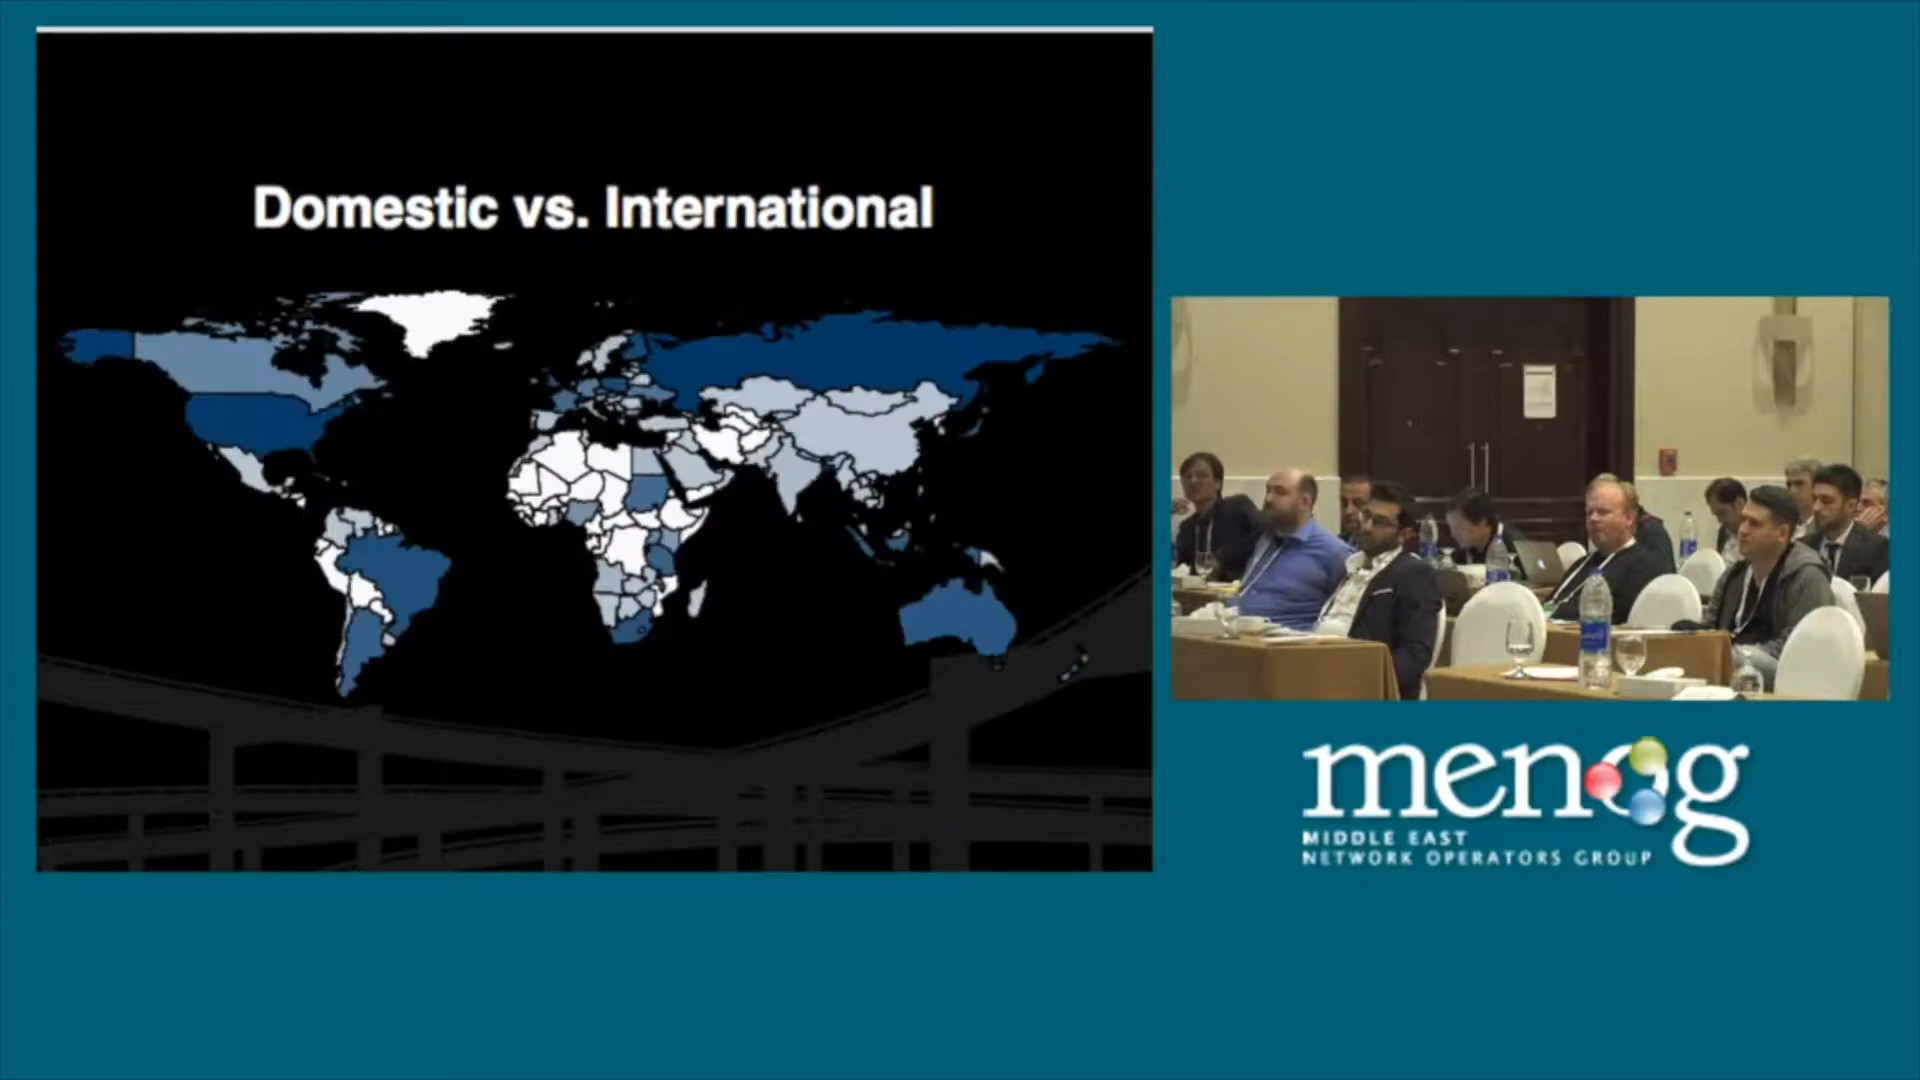 Domestic vs. International
menog
MIDDLE EAST
NETWORK OPERATORS GROUP